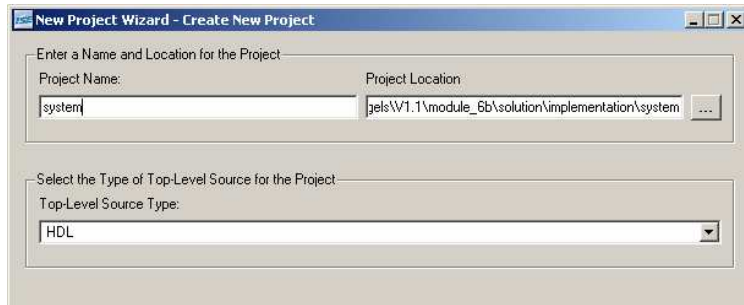 ISE New Project Wizard - Create New Project
Enter a Name and Location for the Project
Project Name: Project Location
system gels\V1.1\module_6b\solution\implementation\system ...
Select the Type of Top-Level Source for the Project
Top-Level Source Type:
HDL